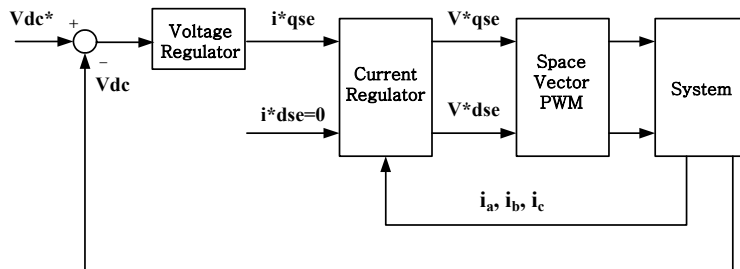 Vdc*
+
−
Vdc
Voltage
Regulator
i*qse
i*dse=0
Current
Regulator
V*qse
V*dse
Space
Vector
PWM
System
ia, ib, ic